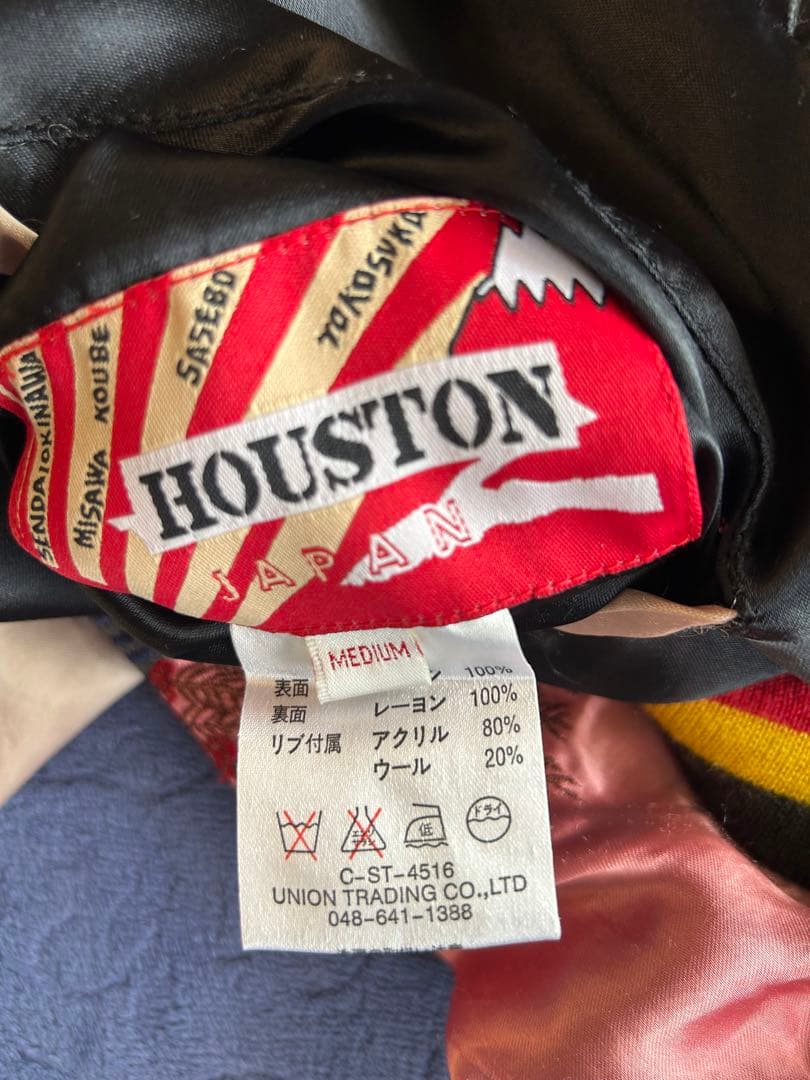 SENDAI OKINAWA
MISAWA KOUBE
SASEBO
YOKOSUKA
HOUSTON
JAPAN
MEDIUM
表面 ン 100%
裏面 レーヨン 100%
リブ付属 アクリル 80%
ウール 20%
低
ドライ
C-ST-4516
UNION TRADING CO.,LTD
048-641-1388